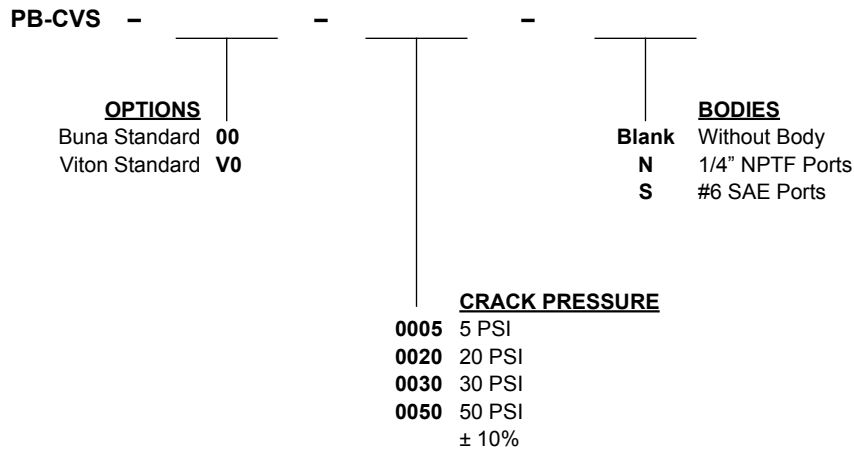 PB-CVS – – –
OPTIONS
Buna Standard 00
Viton Standard V0
BODIES
Blank Without Body
N 1/4” NPTF Ports
S #6 SAE Ports
CRACK PRESSURE
0005 5 PSI
0020 20 PSI
0030 30 PSI
0050 50 PSI
± 10%